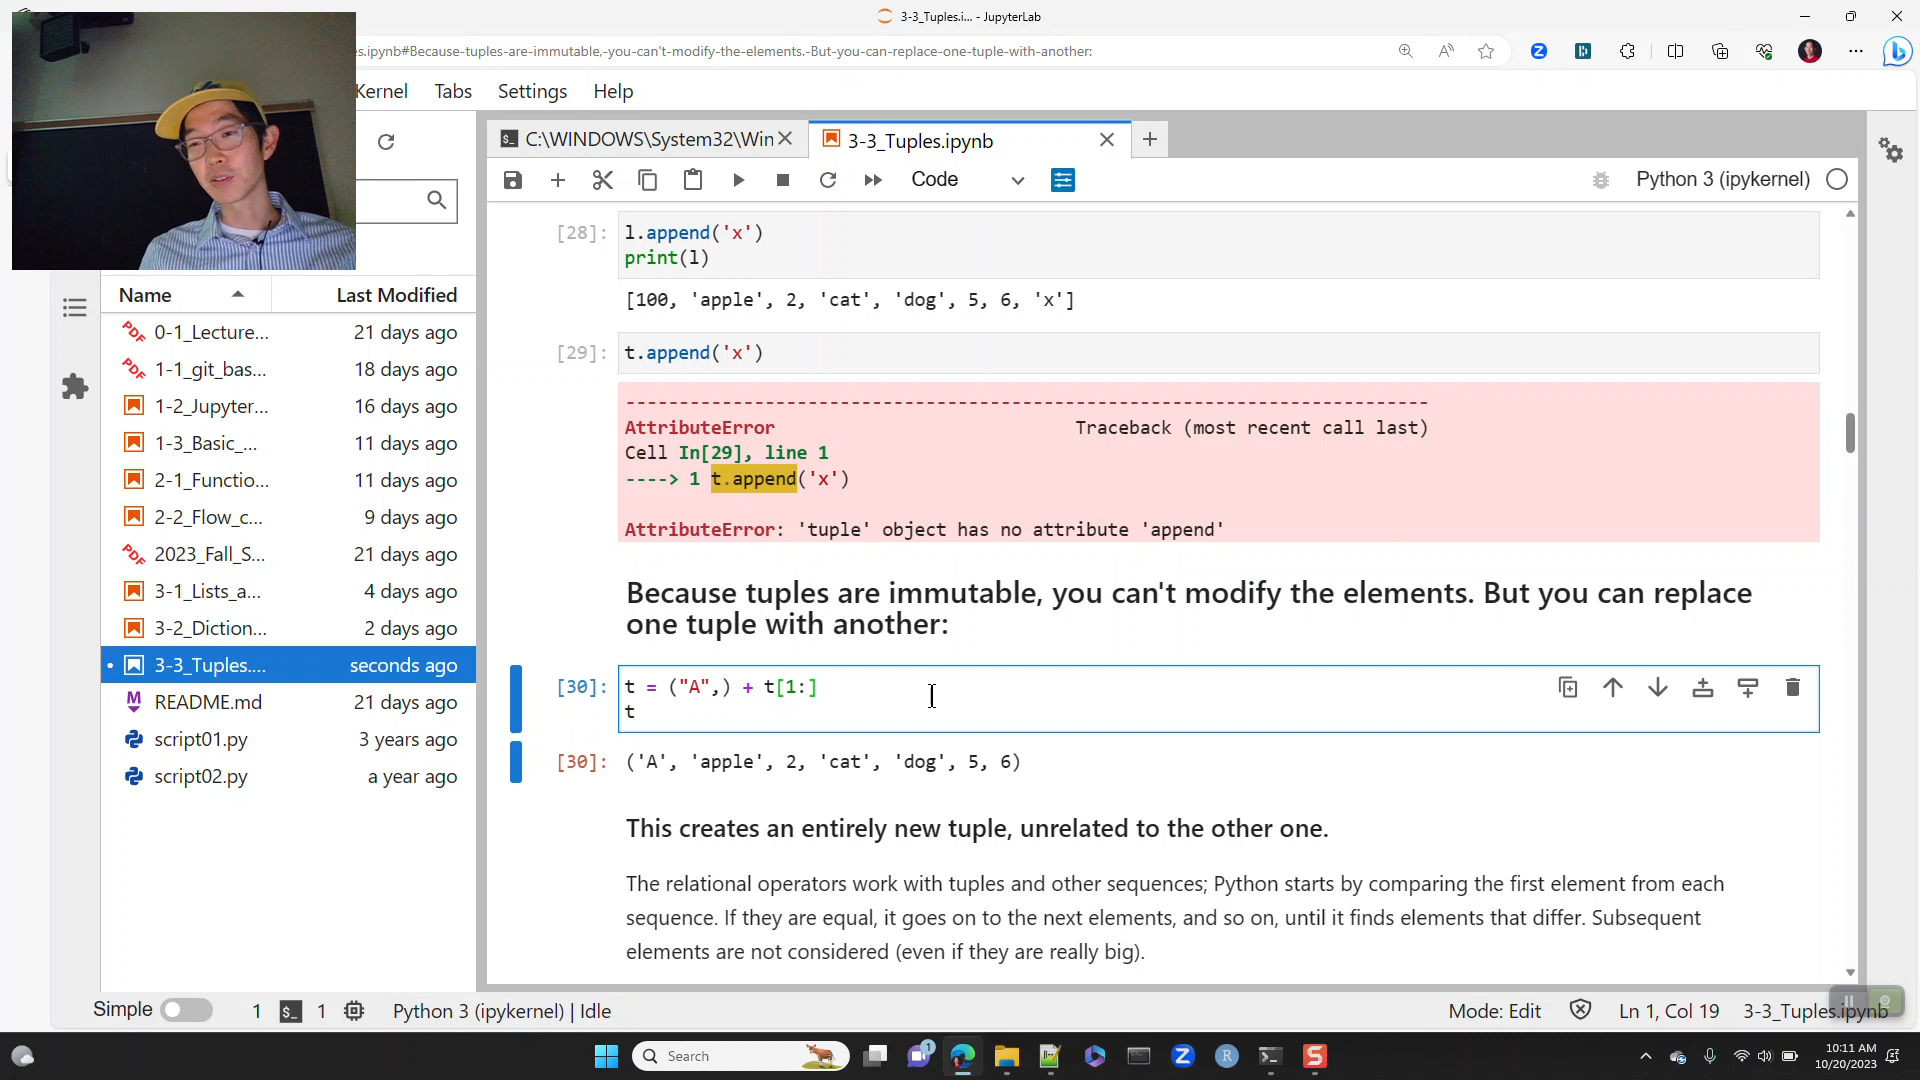 3-3_Tuples.i... - JupyterLab
es.ipynb#Because-tuples-are-immutable,-you-can't-modify-the-elements.-But-you-can-replace-one-tuple-with-another:
Kernel Tabs Settings Help
C:\WINDOWS\System32\Win
3-3_Tuples.ipynb
Code
Python 3 (ipykernel)
[28]: l.append('x')
print(l)
[100, 'apple', 2, 'cat', 'dog', 5, 6, 'x']
[29]: t.append('x')
---------------------------------------------------------------------------
AttributeError Traceback (most recent call last)
Cell In[29], line 1
----> 1 t.append('x')
AttributeError: 'tuple' object has no attribute 'append'
Because tuples are immutable, you can't modify the elements. But you can replace
one tuple with another:
[30]: t = ("A",) + t[1:]
t
[30]: ('A', 'apple', 2, 'cat', 'dog', 5, 6)
This creates an entirely new tuple, unrelated to the other one.
The relational operators work with tuples and other sequences; Python starts by comparing the first element from each
sequence. If they are equal, it goes on to the next elements, and so on, until it finds elements that differ. Subsequent
elements are not considered (even if they are really big).
Name Last Modified
0-1_Lecture... 21 days ago
1-1_git_bas... 18 days ago
1-2_Jupyter... 16 days ago
1-3_Basic_... 11 days ago
2-1_Functio... 11 days ago
2-2_Flow_c... 9 days ago
2023_Fall_S... 21 days ago
3-1_Lists_a... 4 days ago
3-2_Diction... 2 days ago
3-3_Tuples.... seconds ago
README.md 21 days ago
script01.py 3 years ago
script02.py a year ago
Simple 1 1 Python 3 (ipykernel) | Idle
Mode: Edit Ln 1, Col 19 3-3_Tuples.ipynb
Search
10:11 AM
10/20/2023